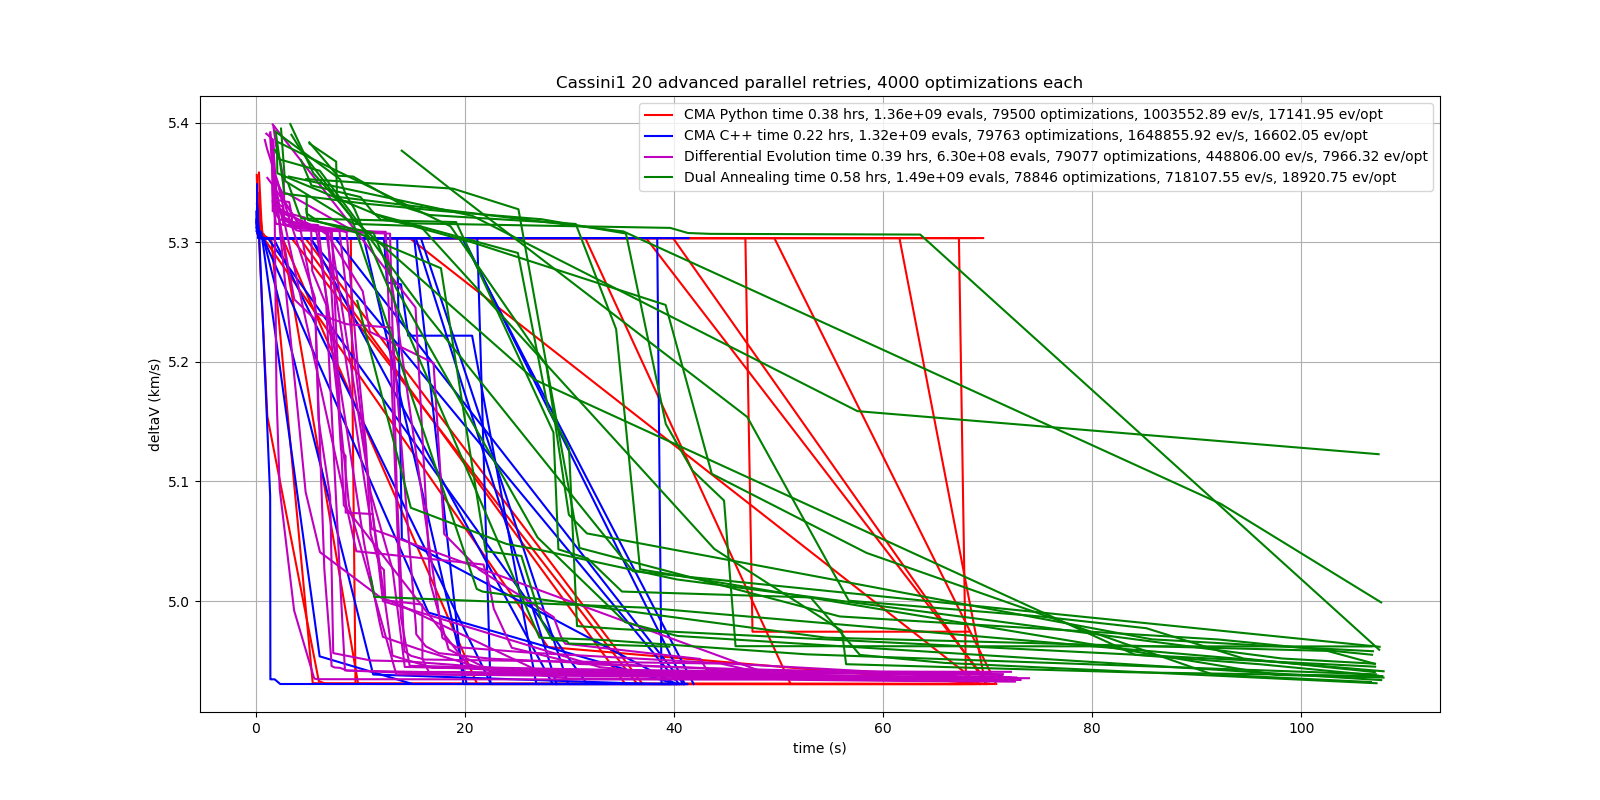 Cassini1 20 advanced parallel retries, 4000 optimizations each
CMA Python time 0.38 hrs, 1.36e+09 evals, 79500 optimizations, 1003552.89 ev/s, 17141.95 ev/opt
CMA C++ time 0.22 hrs, 1.32e+09 evals, 79763 optimizations, 1648855.92 ev/s, 16602.05 ev/opt
Differential Evolution time 0.39 hrs, 6.30e+08 evals, 79077 optimizations, 448806.00 ev/s, 7966.32 ev/opt
Dual Annealing time 0.58 hrs, 1.49e+09 evals, 78846 optimizations, 718107.55 ev/s, 18920.75 ev/opt
5.4
5.3
5.2
5.1
5.0
deltaV (km/s)
0 20 40 60 80 100
time (s)